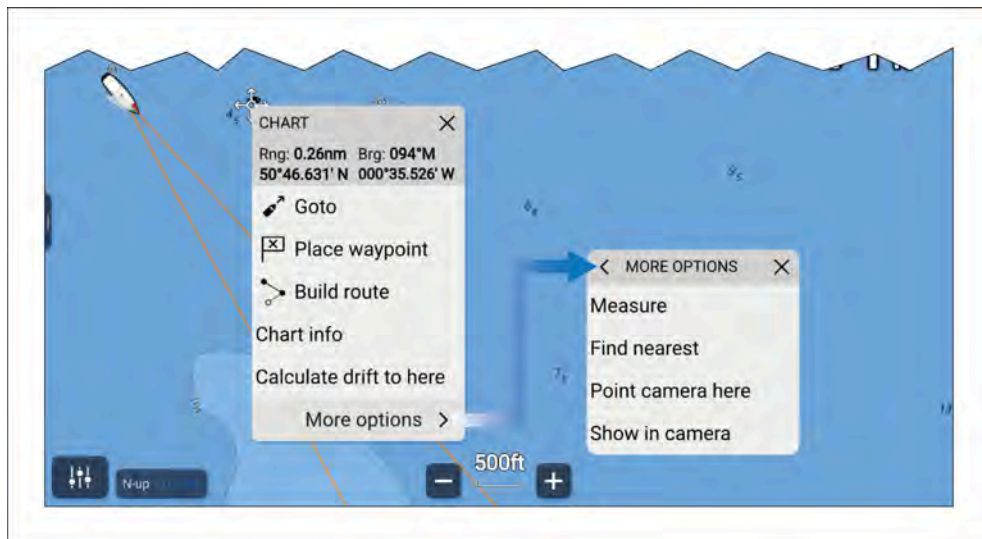 CHART
Rng: 0.26nm Brg: 094°M
50°46.631' N 000°35.526' W
Goto
Place waypoint
Build route
Chart info
Calculate drift to here
More options
MORE OPTIONS
Measure
Find nearest
Point camera here
Show in camera
N-up
500ft